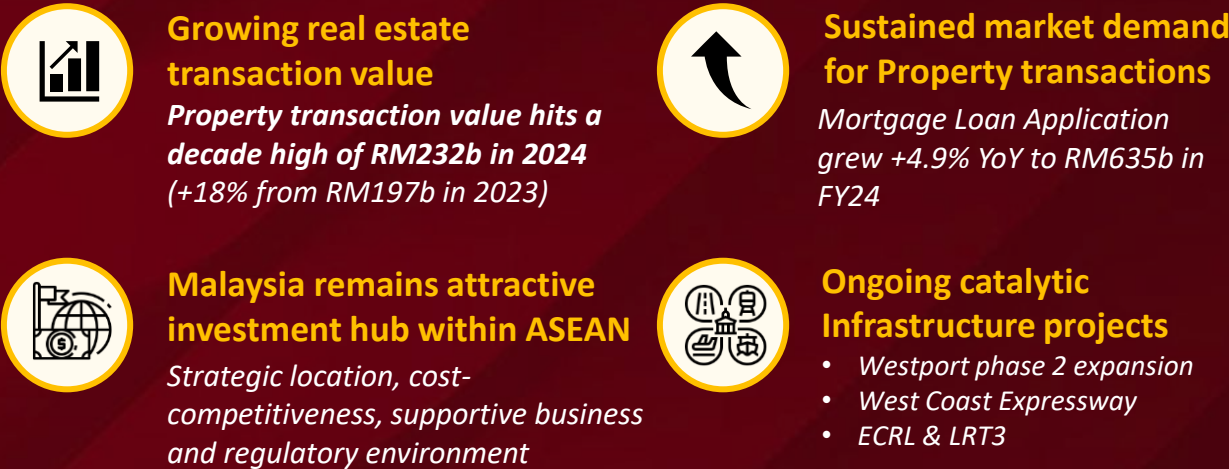 Growing real estate
transaction value
Property transaction value hits a
decade high of RM232b in 2024
(+18% from RM197b in 2023)
Sustained market demand
for Property transactions
Mortgage Loan Application
grew +4.9% YoY to RM635b in
FY24
Malaysia remains attractive
investment hub within ASEAN
Strategic location, cost-
competitiveness, supportive business
and regulatory environment
Ongoing catalytic
Infrastructure projects
• Westport phase 2 expansion
• West Coast Expressway
• ECRL & LRT3